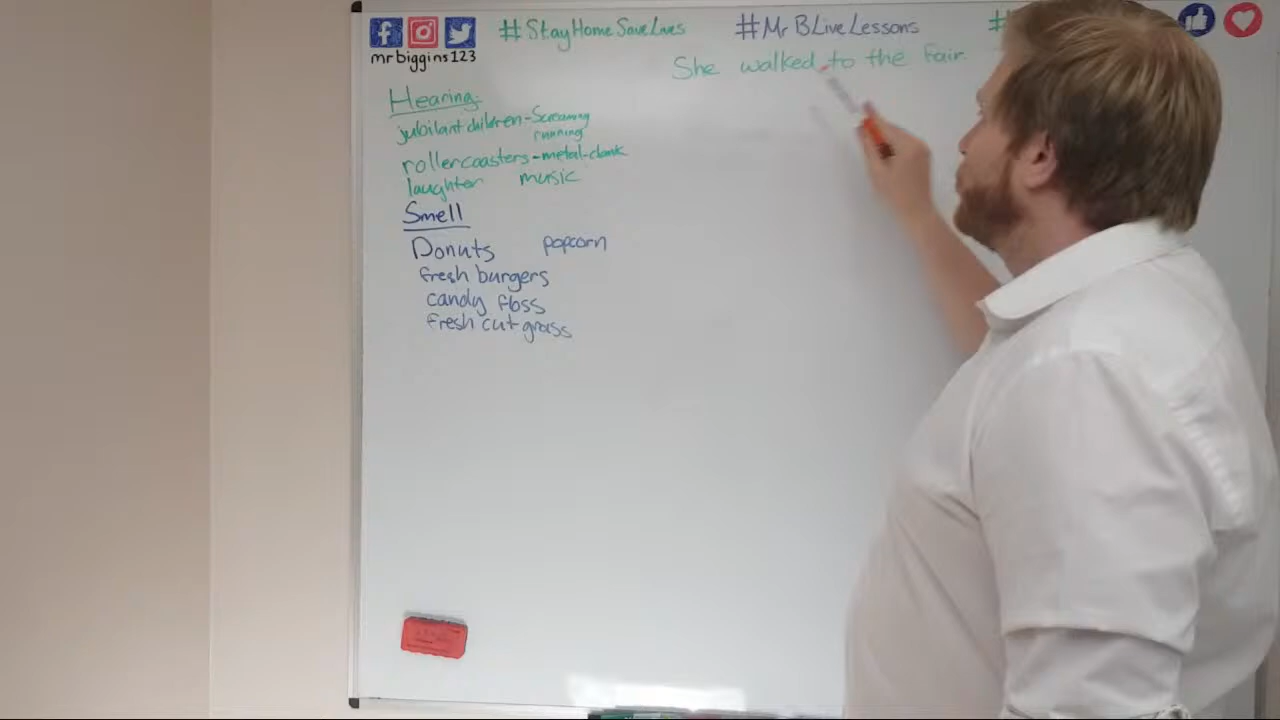 #StayHomeSaveLives #MrBLiveLessons #
mrbiggins123
She walked to the fair.
Hearing
jubilant children-Screaming
running
rollercoasters-metal-clank
laughter music
Smell
Donuts popcorn
fresh burgers
candy floss
fresh cut grass